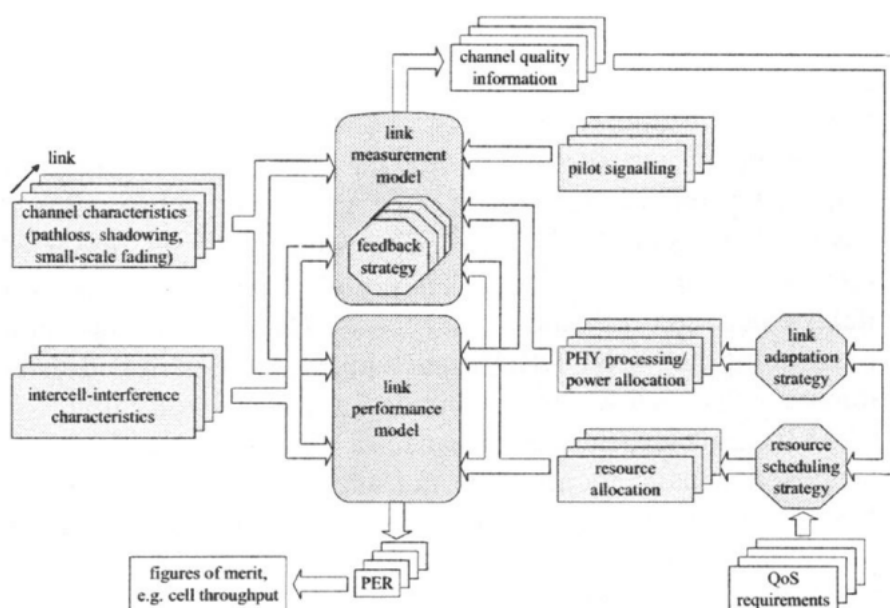 channel quality
information
link
measurement
model
pilot signalling
link
channel characteristics
(pathloss, shadowing,
small-scale fading)
feedback
strategy
PHY processing/
power allocation
link
adaptation
strategy
intercell-interference
characteristics
link
performance
model
resource
allocation
resource
scheduling
strategy
figures of merit,
e.g. cell throughput
PER
QoS
requirements